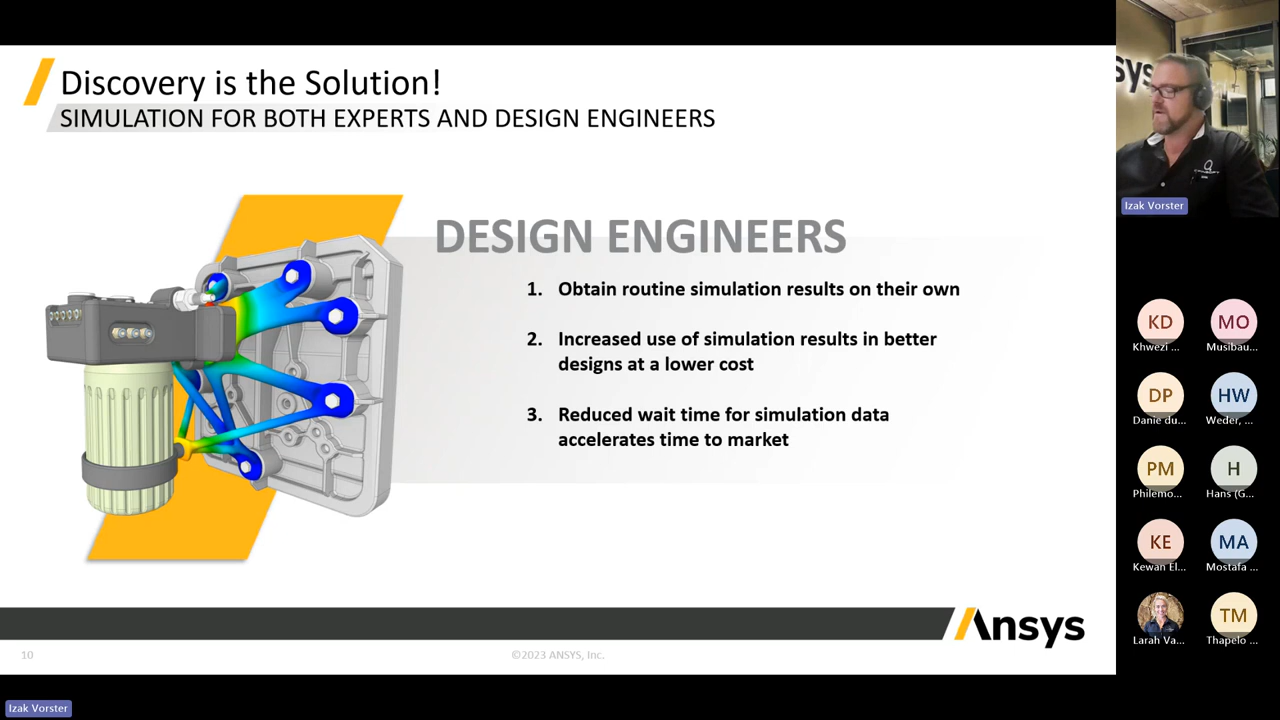 Discovery is the Solution!
SIMULATION FOR BOTH EXPERTS AND DESIGN ENGINEERS
DESIGN ENGINEERS
1. Obtain routine simulation results on their own
2. Increased use of simulation results in better
designs at a lower cost
3. Reduced wait time for simulation data
accelerates time to market
Ansys
10
©2023 ANSYS, Inc.
Izak Vorster
sys
Izak Vorster
KD
MO
Khwezi ...
Musibau...
DP
HW
Danie du...
Weder, ...
PM
H
Philemo...
Hans (G...
KE
MA
Kewan El...
Mostafa ...
TM
Larah Va...
Thapelo ...